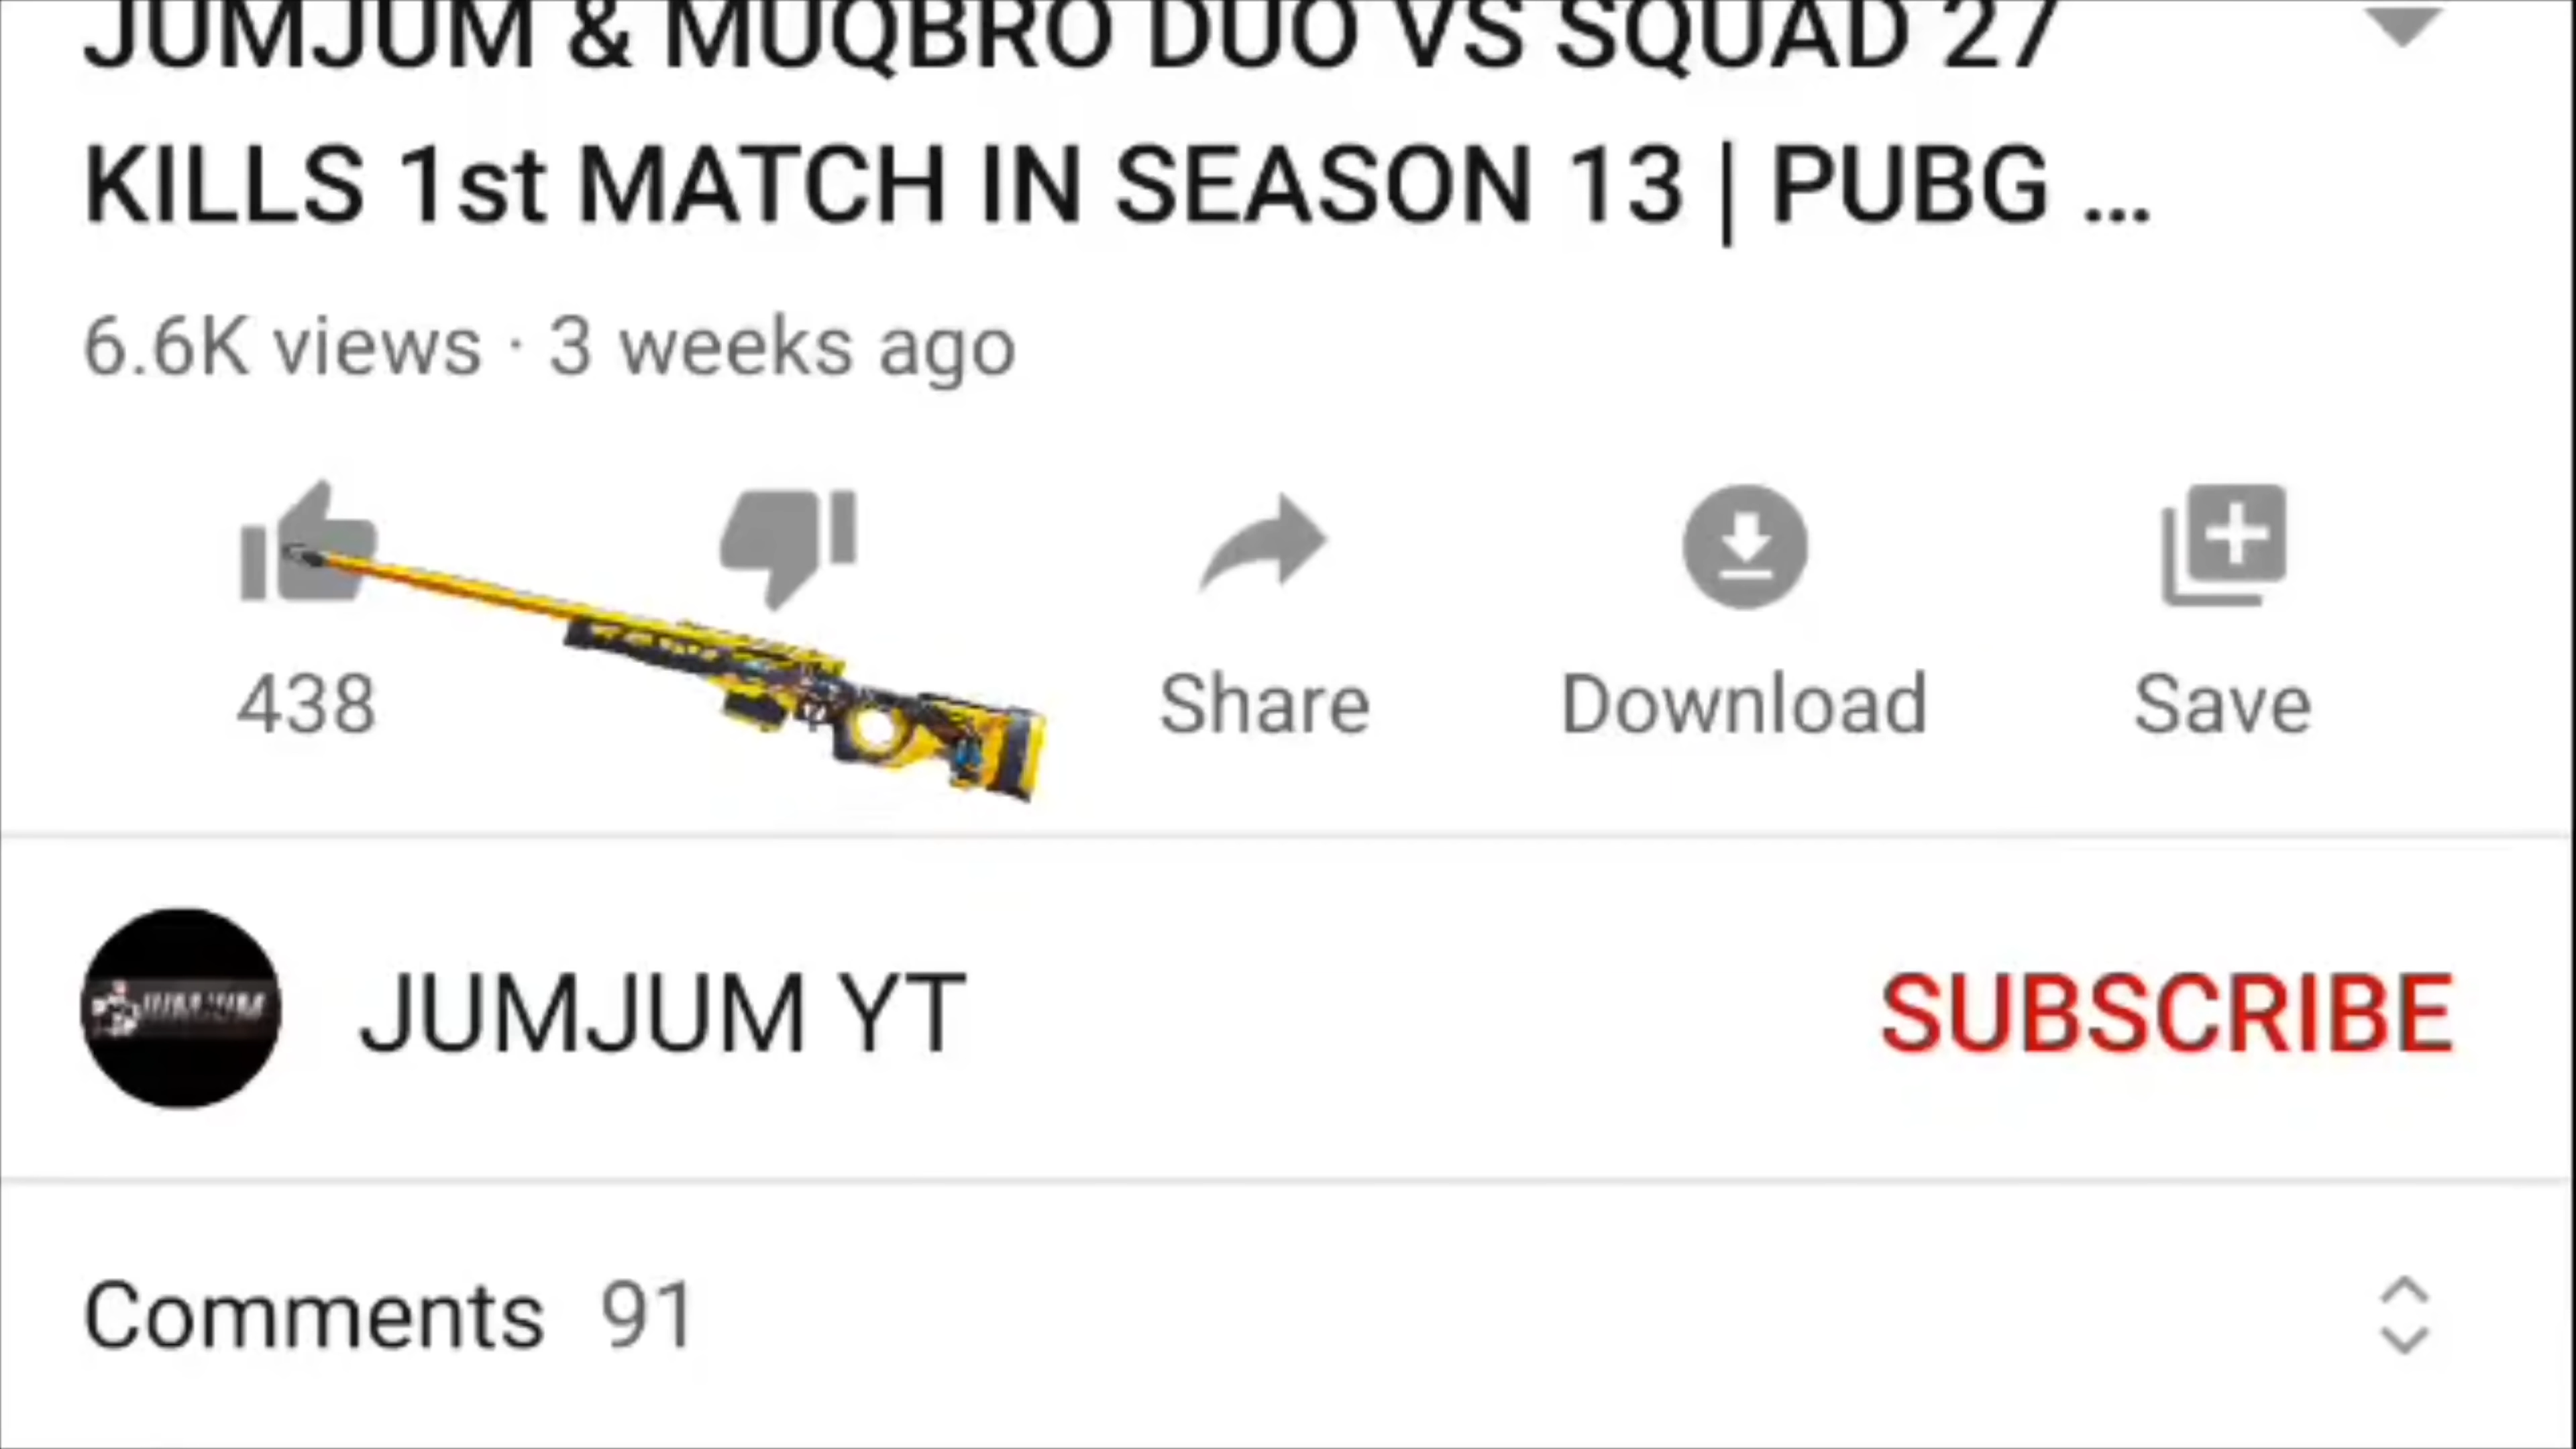 JUMJUM & MUQBRO DUO VS SQUAD 27
KILLS 1st MATCH IN SEASON 13 | PUBG ...
6.6K views · 3 weeks ago
438
Share
Download
Save
JUMJUM YT
SUBSCRIBE
Comments 91